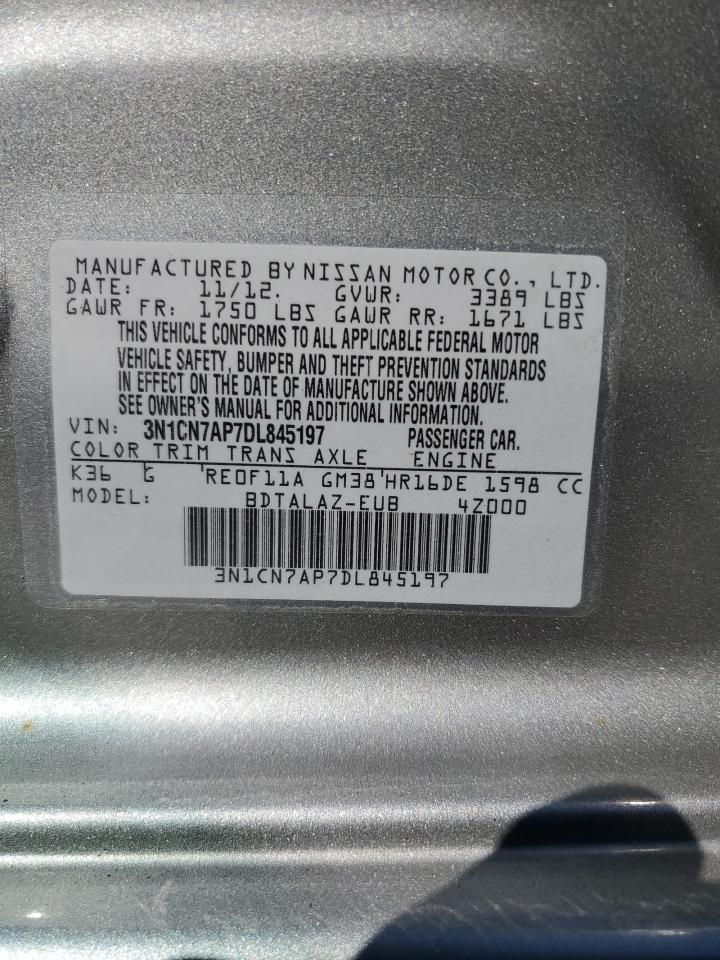 MANUFACTURED BY NISSAN MOTOR CO., LTD.
DATE: 11/12. GVWR: 3389 LBS
GAWR FR: 1750 LBS GAWR RR: 1671 LBS
THIS VEHICLE CONFORMS TO ALL APPLICABLE FEDERAL MOTOR
VEHICLE SAFETY, BUMPER AND THEFT PREVENTION STANDARDS
IN EFFECT ON THE DATE OF MANUFACTURE SHOWN ABOVE.
SEE OWNER'S MANUAL FOR ADDITIONAL INFORMATION.
VIN: 3N1CN7AP7DL845197 PASSENGER CAR.
COLOR TRIM TRANS AXLE ENGINE
K36 G 'RE0F11A GM38'HR16DE 1598 CC
MODEL: BDTALAZ-EUB 4Z000
3N1CN7AP7DL845197